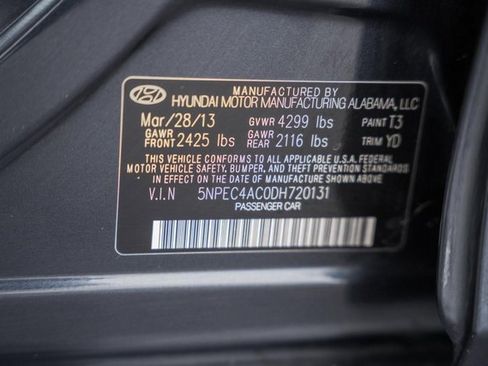 MANUFACTURED BY
HYUNDAI MOTOR MANUFACTURING ALABAMA, LLC
Mar/28/13 GVWR 4299 lbs PAINT T3
GAWR FRONT 2425 lbs GAWR REAR 2116 lbs TRIM YD
THIS VEHICLE CONFORMS TO ALL APPLICABLE U.S.A. FEDERAL
MOTOR VEHICLE SAFETY, BUMPER, AND THEFT PREVENTION STANDARDS
IN EFFECT ON THE DATE OF MANUFACTURE SHOWN ABOVE.
V.I.N 5NPEC4AC0DH720131
PASSENGER CAR